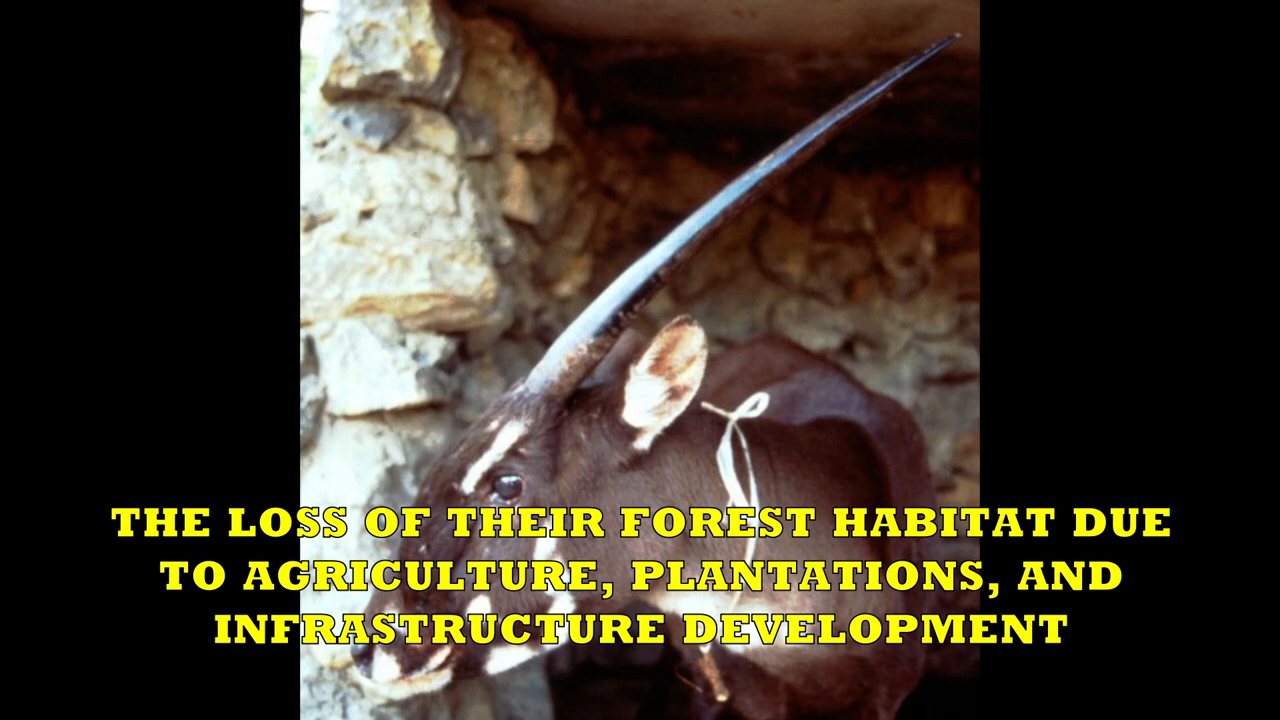 THE LOSS OF THEIR FOREST HABITAT DUE
TO AGRICULTURE, PLANTATIONS, AND
INFRASTRUCTURE DEVELOPMENT